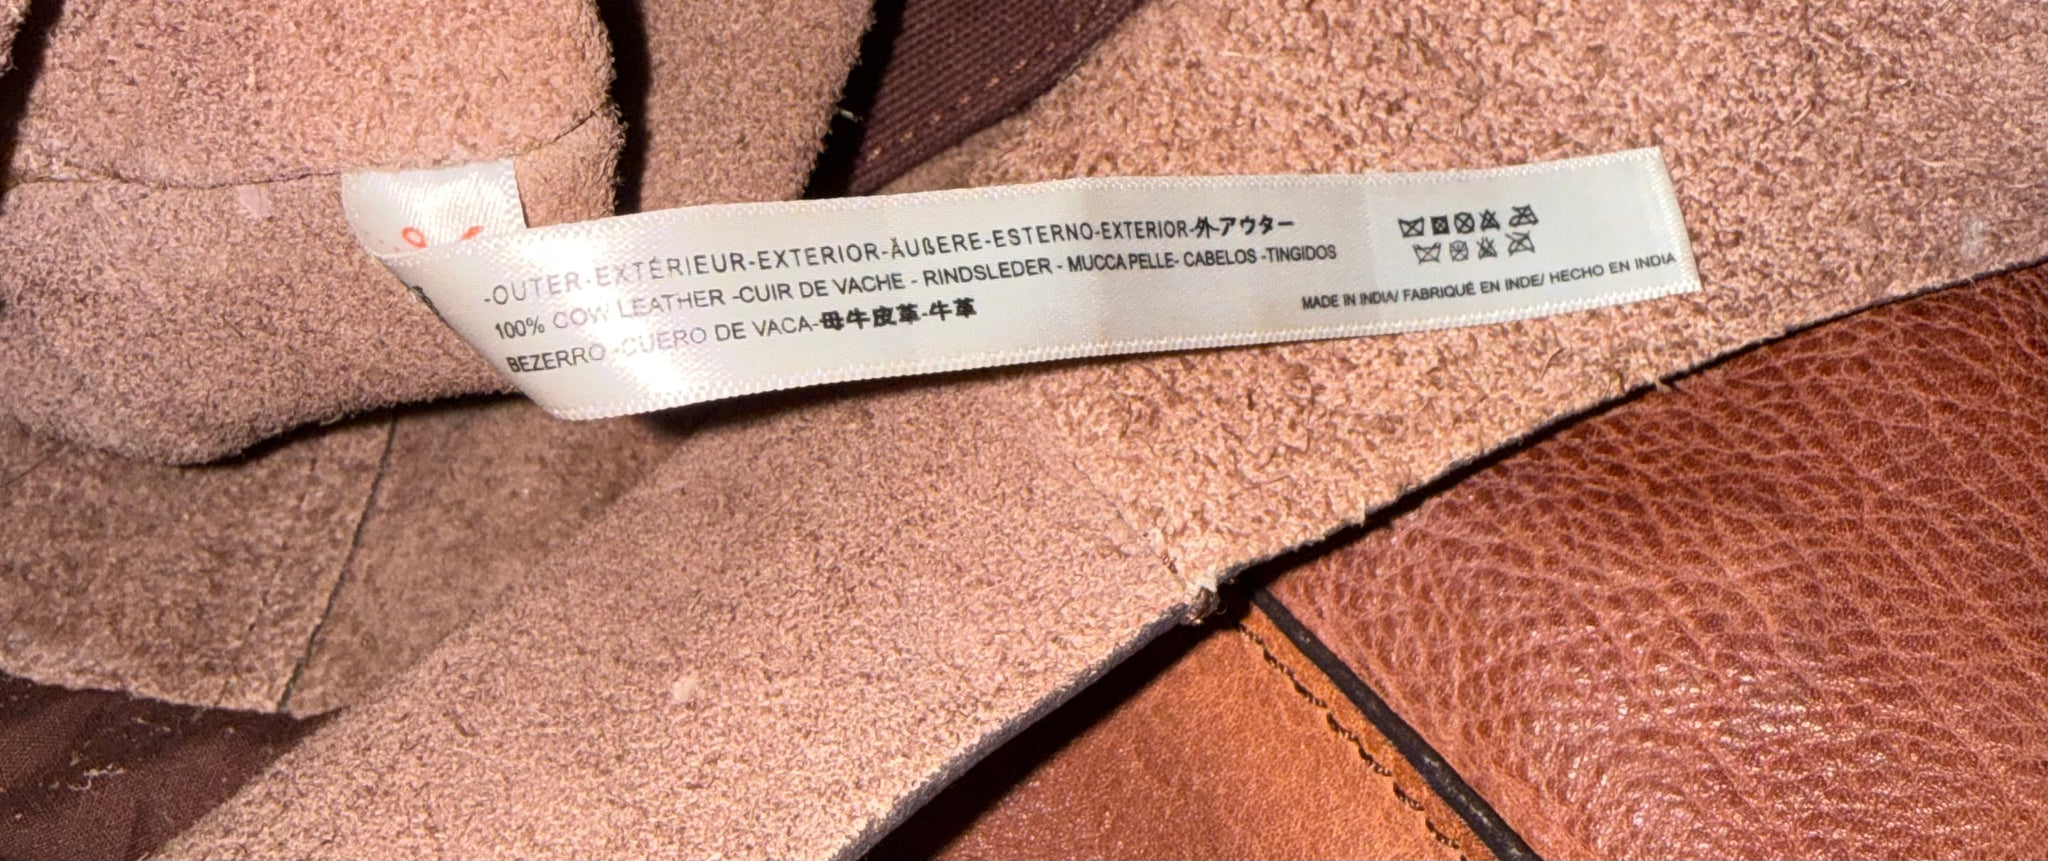 -OUTER-EXTÉRIEUR-EXTERIOR-ÄUßERE-ESTERNO-EXTERIOR-外-アウター
100% COW LEATHER -CUIR DE VACHE - RINDSLEDER - MUCCA PELLE- CABELOS -TINGIDOS
BEZERRO -CUERO DE VACA-母牛皮革-牛革
MADE IN INDIA/ FABRIQUÉ EN INDE/ HECHO EN INDIA